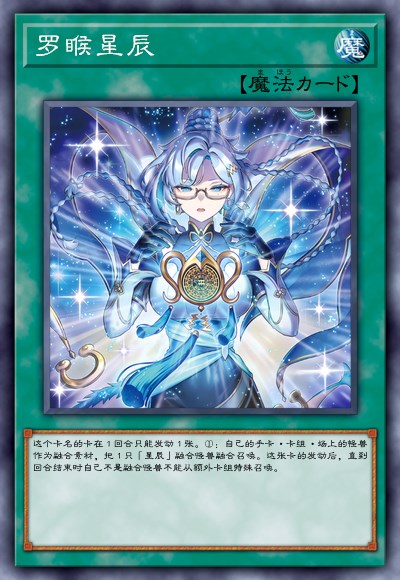 罗睺星辰
魔
【魔法カード】
まほう
这个卡名的卡在１回合只能发动１张。①：自己的手卡·卡组·场上的怪兽
作为融合素材，把１只「星辰」融合怪兽融合召唤。这张卡的发动后，直到
回合结束时自己不是融合怪兽不能从额外卡组特殊召唤。